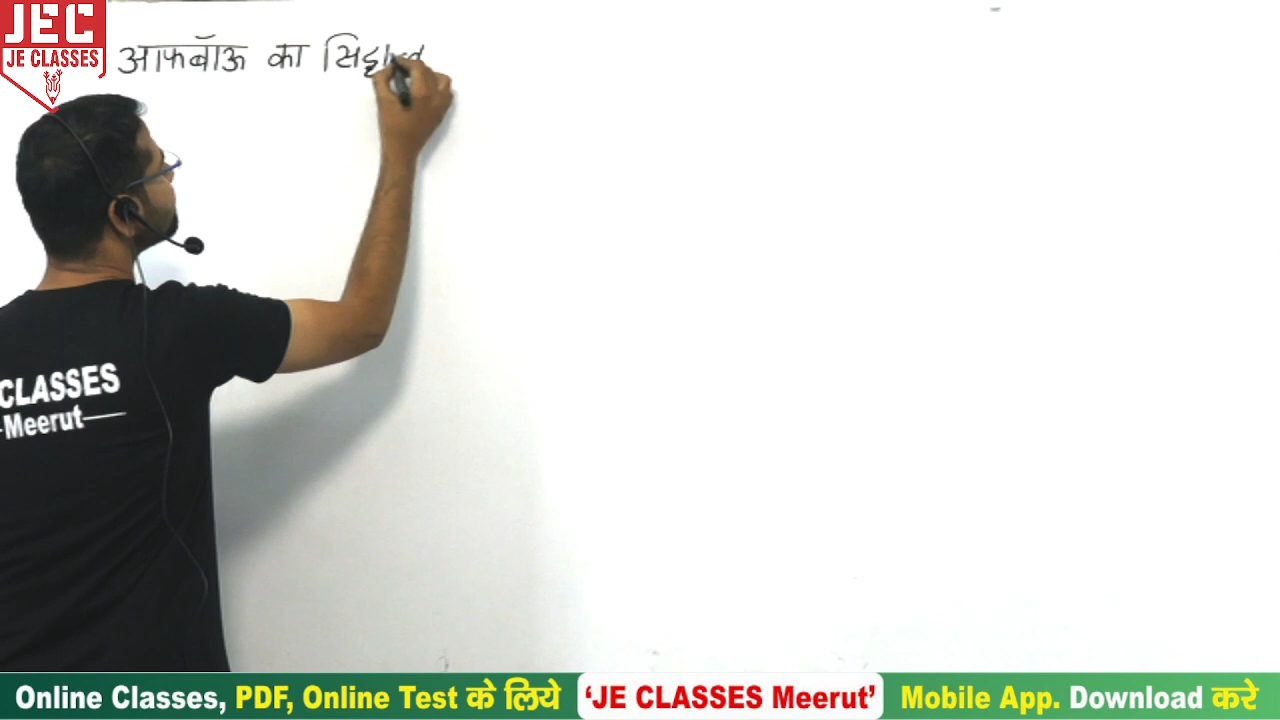 JEC
JE CLASSES
आफबॉऊ का सिद्धान्त
CLASSES
Meerut
Online Classes, PDF, Online Test के लिये 'JE CLASSES Meerut' Mobile App. Download करे